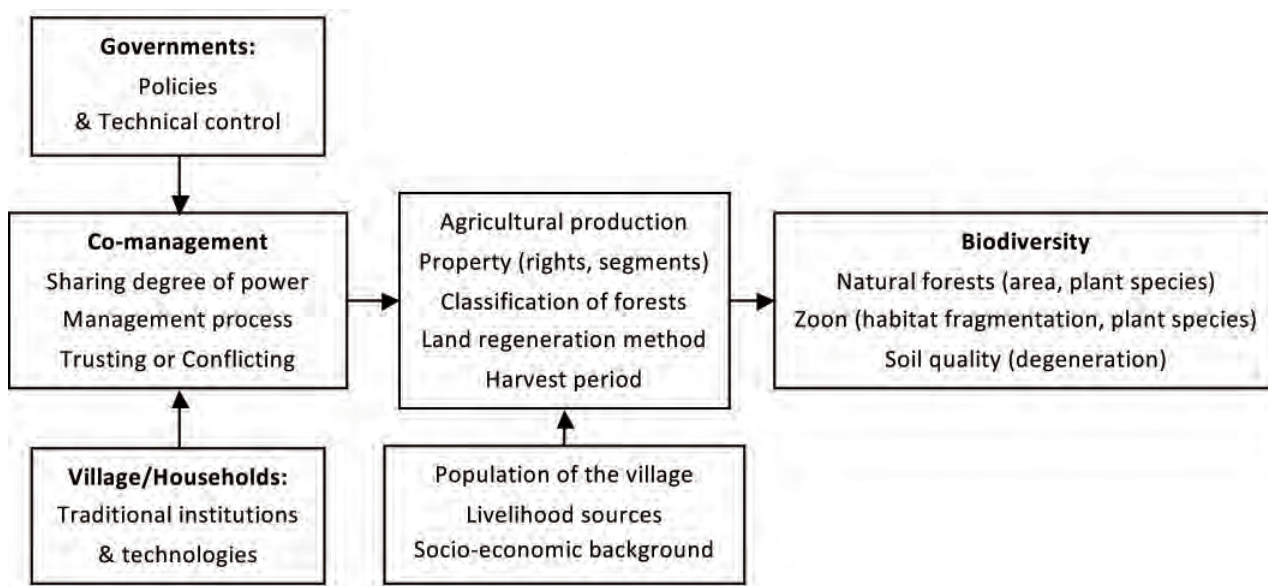 Governments:
Policies
& Technical control
Co-management
Sharing degree of power
Management process
Trusting or Conflicting
Village/Households:
Traditional institutions
& technologies
Agricultural production
Property (rights, segments)
Classification of forests
Land regeneration method
Harvest period
Population of the village
Livelihood sources
Socio-economic background
Biodiversity
Natural forests (area, plant species)
Zoon (habitat fragmentation, plant species)
Soil quality (degeneration)